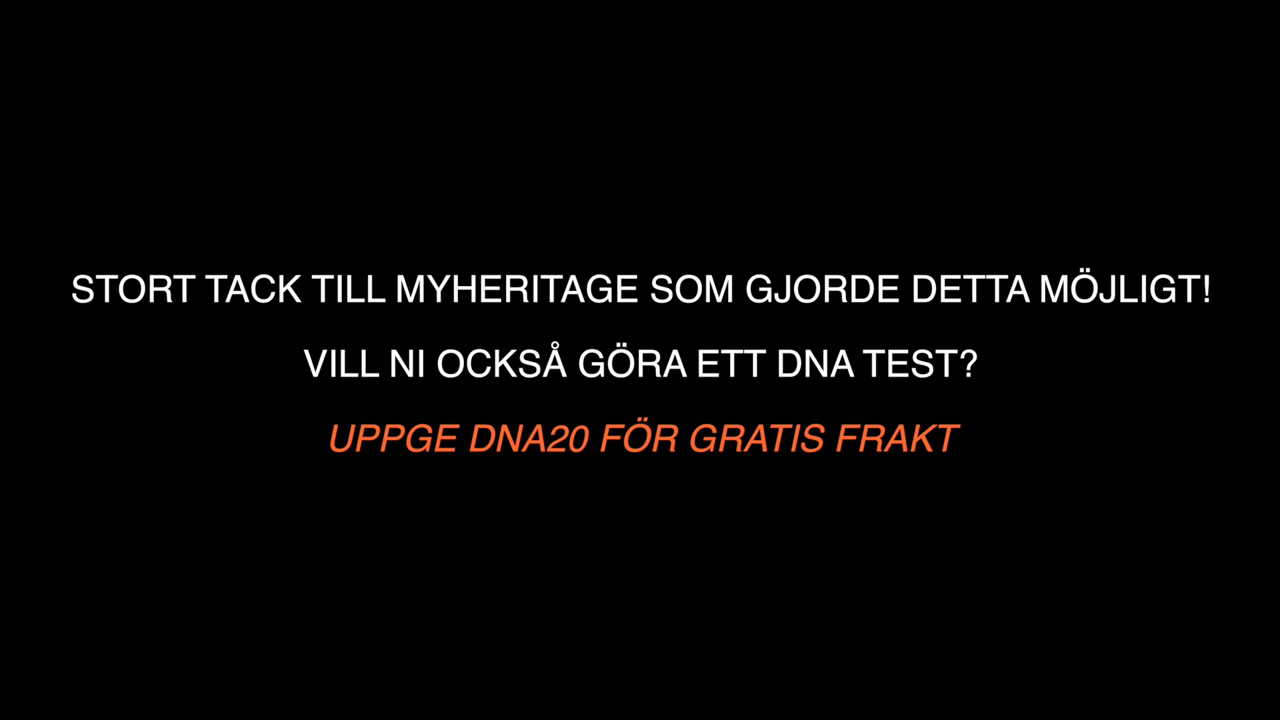 STORT TACK TILL MYHERITAGE SOM GJORDE DETTA MÖJLIGT!
VILL NI OCKSÅ GÖRA ETT DNA TEST?
UPPGE DNA20 FÖR GRATIS FRAKT